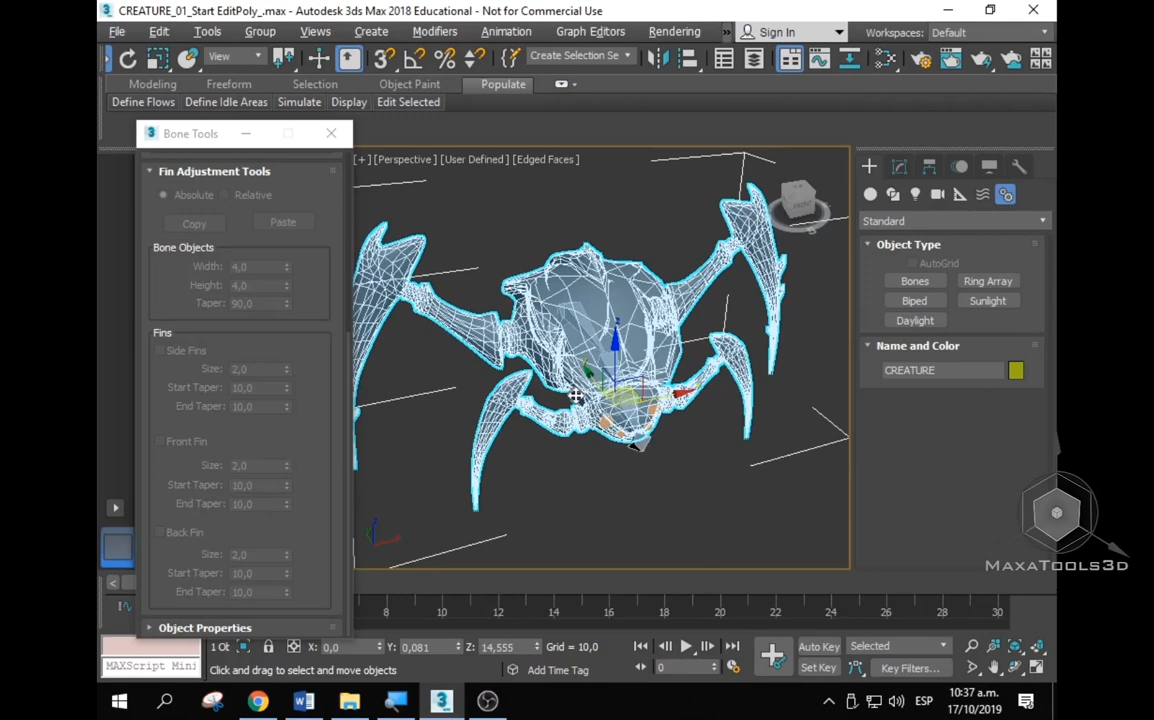 CREATURE_01_Start EditPoly_.max - Autodesk 3ds Max 2018 Educational - Not for Commercial Use
File Edit Tools Group Views Create Modifiers Animation Graph Editors Rendering » Sign In Workspaces: Default
View Create Selection Se
Modeling Freeform Selection Object Paint Populate
Define Flows Define Idle Areas Simulate Display Edit Selected
3 Bone Tools
Fin Adjustment Tools
Absolute Relative
Copy Paste
Bone Objects
Width: 4,0
Height: 4,0
Taper: 90,0
Fins
Side Fins
Size: 2,0
Start Taper: 10,0
End Taper: 10,0
Front Fin
Size: 2,0
Start Taper: 10,0
End Taper: 10,0
Back Fin
Size: 2,0
Start Taper: 10,0
End Taper: 10,0
Object Properties
[+] [Perspective] [User Defined] [Edged Faces]
FRONT
z
z
Standard
Object Type
AutoGrid
Bones Ring Array
Biped Sunlight
Daylight
Name and Color
CREATURE
MAXATOOLS3D
8 10 12 14 16 18 20 22 24 26 28 30
1 Ob X: 0,0 Y: 0,081 Z: 14,555 Grid = 10,0 Auto Key Selected
MAXScript Mini Click and drag to select and move objects Add Time Tag 0 Set Key Key Filters...
ESP
10:37 a.m.
17/10/2019